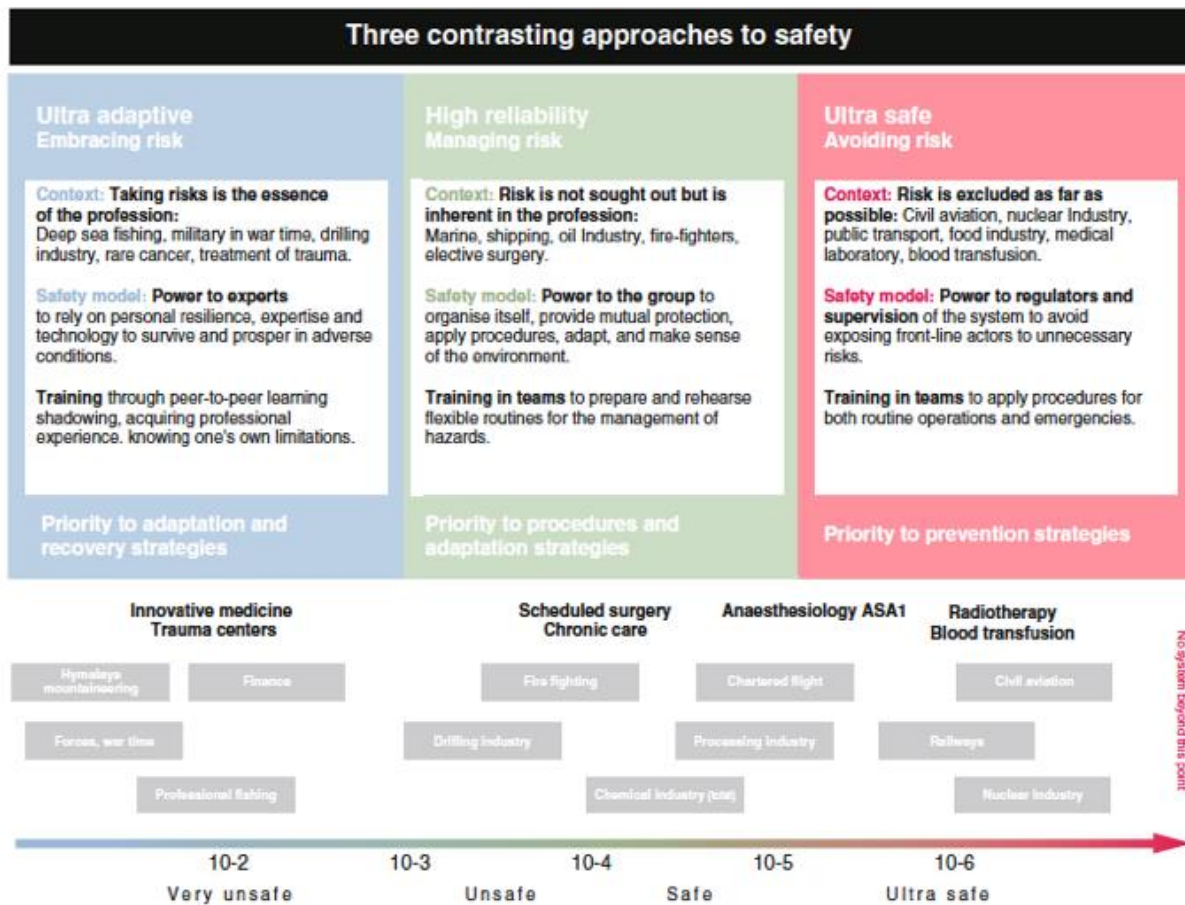 Three contrasting approaches to safety
Ultra adaptive
Embracing risk
Context: Taking risks is the essence
of the profession:
Deep sea fishing, military in war time, drilling
industry, rare cancer, treatment of trauma.
Safety model: Power to experts
to rely on personal resilience, expertise and
technology to survive and prosper in adverse
conditions.
Training through peer-to-peer learning
shadowing, acquiring professional
experience. knowing one's own limitations.
Priority to adaptation and
recovery strategies
High reliability
Managing risk
Context: Risk is not sought out but is
inherent in the profession:
Marine, shipping, oil Industry, fire-fighters,
elective surgery.
Safety model: Power to the group to
organise itself, provide mutual protection,
apply procedures, adapt, and make sense
of the environment.
Training in teams to prepare and rehearse
flexible routines for the management of
hazards.
Priority to procedures and
adaptation strategies
Ultra safe
Avoiding risk
Context: Risk is excluded as far as
possible: Civil aviation, nuclear Industry,
public transport, food industry, medical
laboratory, blood transfusion.
Safety model: Power to regulators and
supervision of the system to avoid
exposing front-line actors to unnecessary
risks.
Training in teams to apply procedures for
both routine operations and emergencies.
Priority to prevention strategies
Innovative medicine
Trauma centers
Scheduled surgery
Chronic care
Anaesthesiology ASA1
Radiotherapy
Blood transfusion
Hymalaya
mountaineering
Finance
Fire fighting
Chartered flight
Civil aviation
Forces, war time
Drilling industry
Processing industry
Railways
Professional fishing
Chemical industry (total)
Nuclear industry
No system beyond this point
10-2
10-3
10-4
10-5
10-6
Very unsafe
Unsafe
Safe
Ultra safe